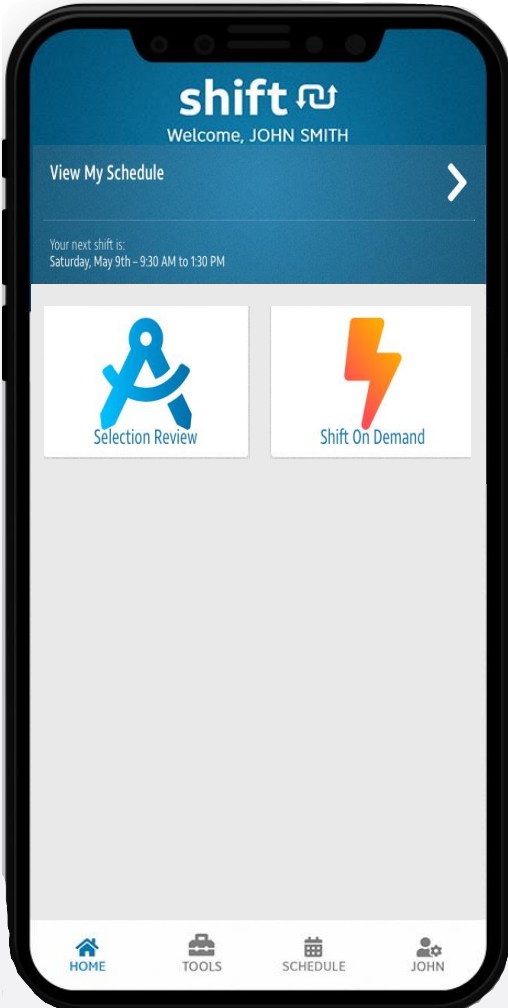 shift
Welcome, JOHN SMITH
View My Schedule
Your next shift is:
Saturday, May 9th – 9:30 AM to 1:30 PM
Selection Review
Shift On Demand
HOME
TOOLS
SCHEDULE
JOHN